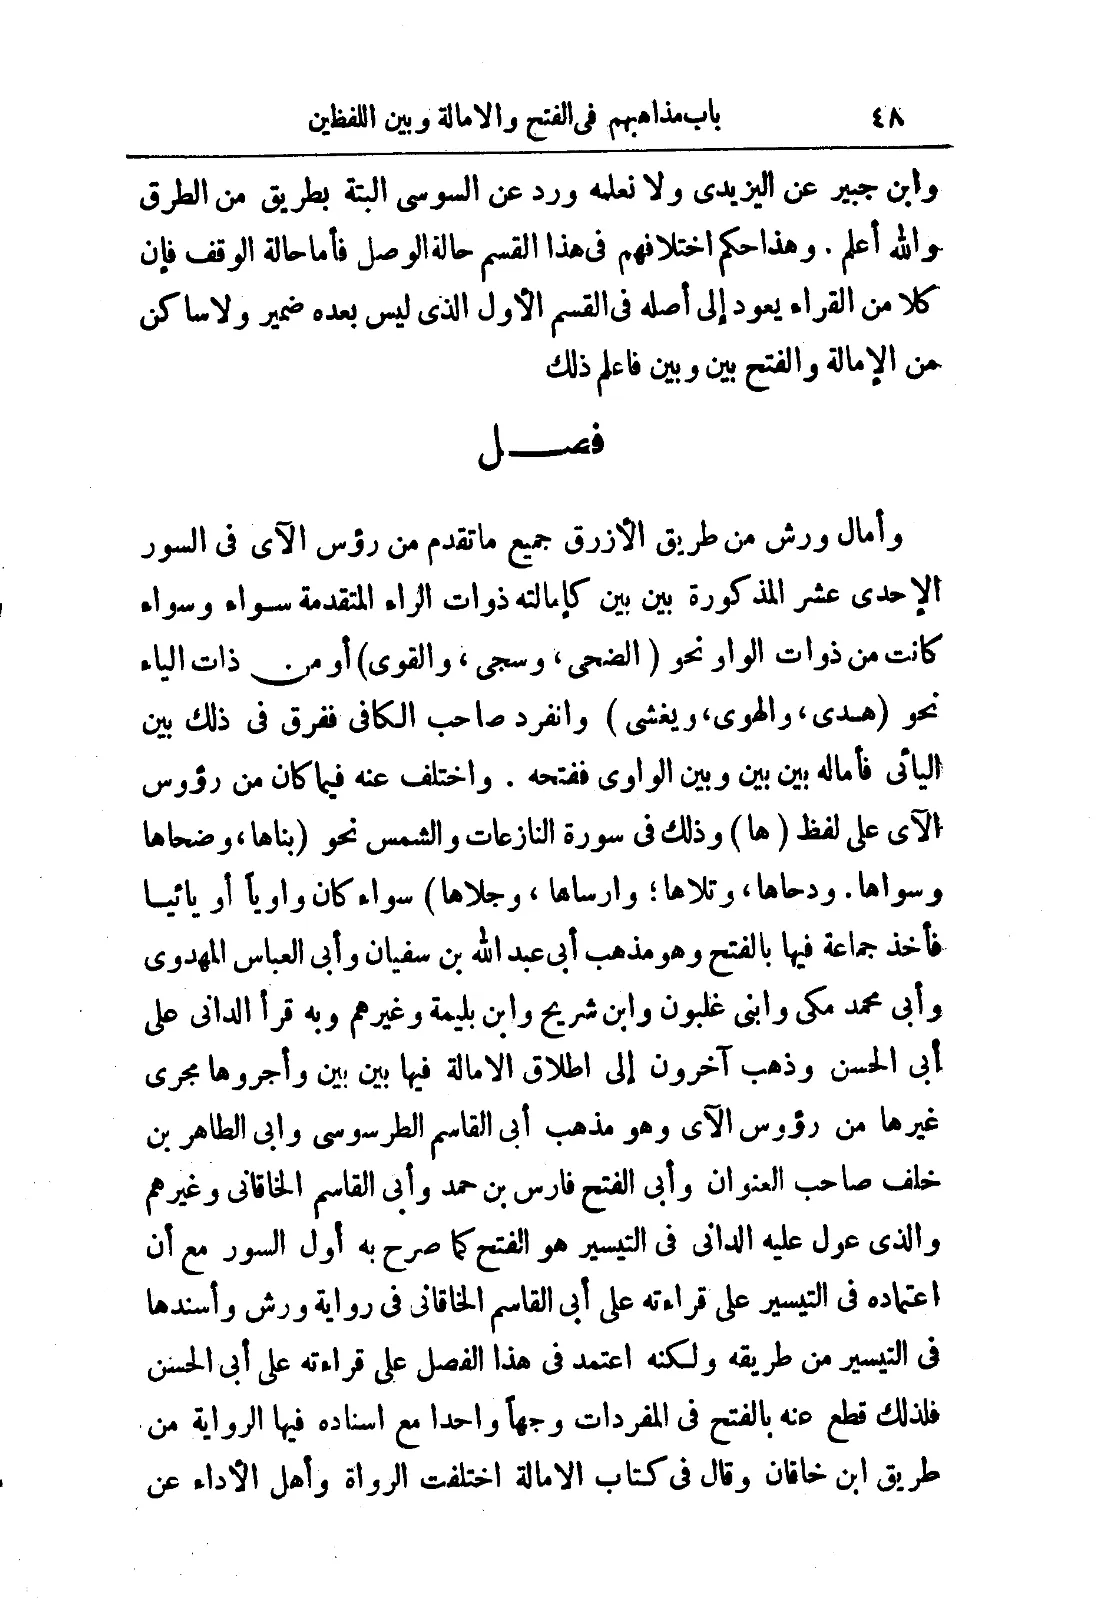 ٤٨ باب مذاهبهم فى الفتح والامالة وبين اللفظين
وابن جبير عن اليزيدى ولا نعلمه ورد عن السوسى البتة بطريق من الطرق
والله أعلم . وهذا حكم اختلافهم فى هذا القسم حالة الوصل فأما حالة الوقف فإن
كلا من القراء يعود إلى أصله فى القسم الأول الذى ليس بعده ضمير ولا ساكن
من الإمالة والفتح بين وبين فاعلم ذلك
فصل
وأمال ورش من طريق الأزرق جميع ماتقدم من رؤس الآى فى السور
الإحدى عشر المذكورة بين بين كإمالته ذوات الراء المتقدمة سواء وسواء
كانت من ذوات الواو نحو ( الضحى ، وسجى ، والقوى) أو من ذات الياء
نحو (هدى، والهوى، ويغشى ) وانفرد صاحب الكافى ففرق فى ذلك بين
اليأئى فأماله بين بين وبين الواوى ففتحه . واختلف عنه فيما كان من رؤوس
الآى على لفظ ( ها ) وذلك فى سورة النازعات والشمس نحو (بناها، وضحاها
وسواها. ودحاها، وتلاها؛ وارساها ، وجلاها) سواء كان واوياً أو يائيا
فأخذ جماعة فيها بالفتح وهو مذهب أبى عبد الله بن سفيان وأبى العباس المهدوى
وأبي محمد مكى وابنى غلبون وابن شريح وابن بليمة وغيرهم وبه قرأ الدانى على
أبى الحسن وذهب آخرون إلى اطلاق الامالة فيها بين بين وأجروها مجرى
غيرها من رؤوس الآى وهو مذهب أبى القاسم الطرسوسى وابى الطاهر بن
خلف صاحب العنوان وأبى الفتح فارس بن حمد وأبى القاسم الخاقانى وغيرهم
والذى عول عليه الدانى فى التيسير هو الفتح كما صرح به أول السور مع أن
اعتماده فى التيسير على قراءته على أبى القاسم الخاقانى فى رواية ورش وأسندها
فى التيسير من طريقه ولكنه اعتمد فى هذا الفصل على قراءته على أبى الحسن
فلذلك قطع عنه بالفتح فى المفردات وجهاً واحدا مع اسناده فيها الرواية من
طريق ابن خاقان وقال فى كتاب الامالة اختلفت الرواة وأهل الأداء عن